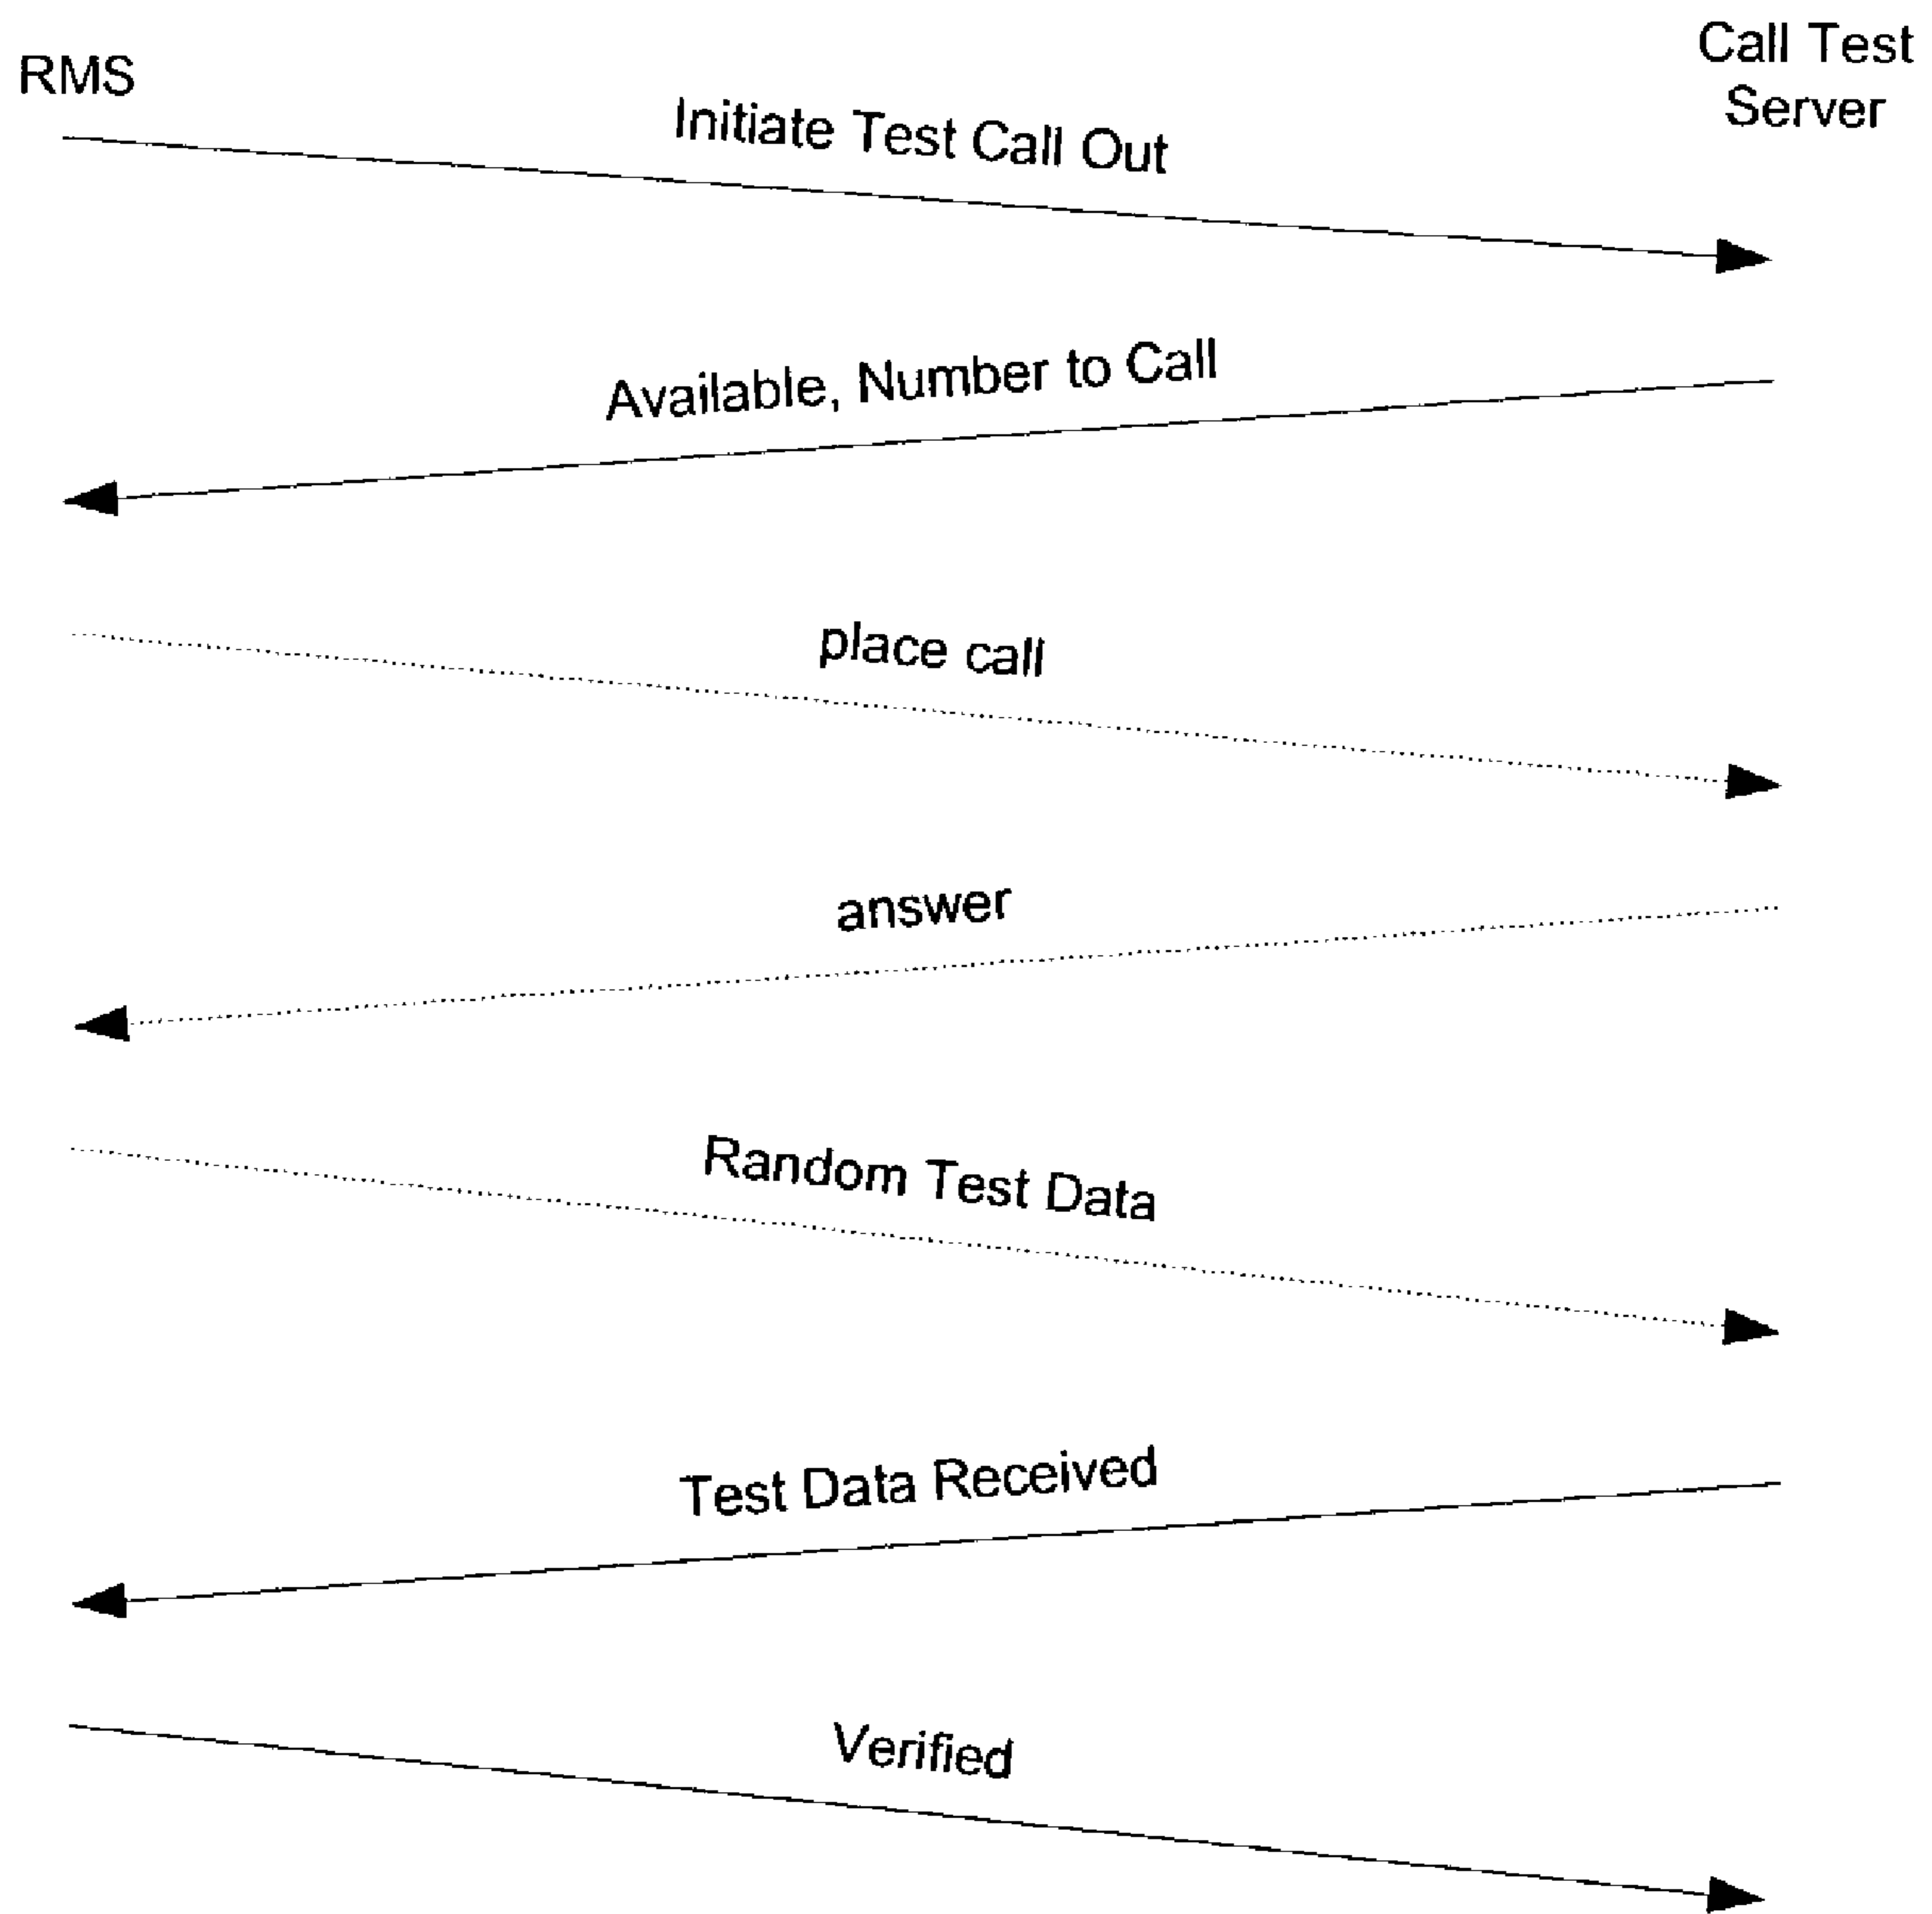 RMS
Call Test
Server
Initiate Test Call Out
Available, Number to Call
place call
answer
Random Test Data
Test Data Received
Verified